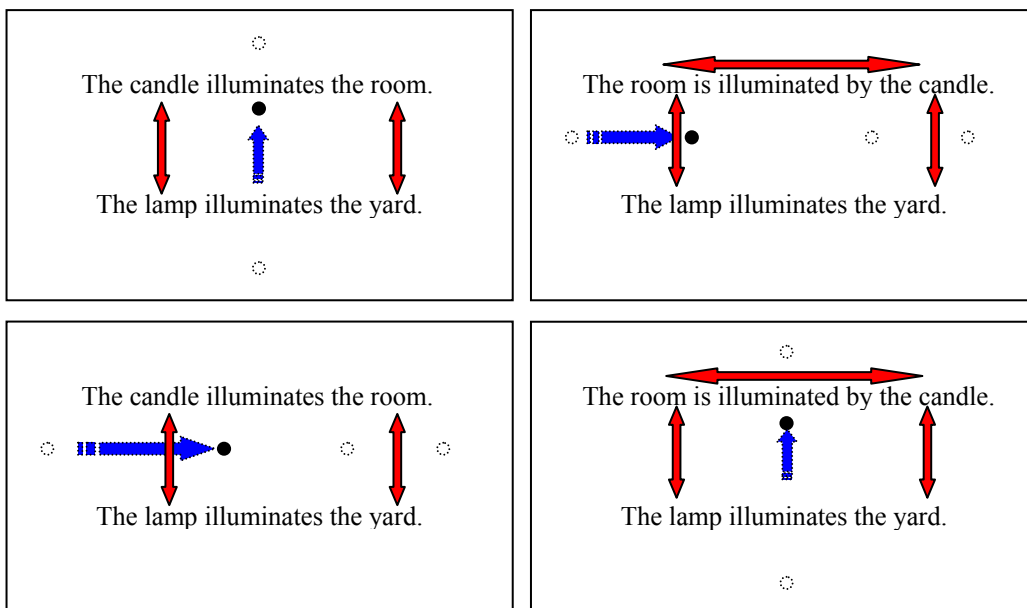 The candle illuminates the room.
The lamp illuminates the yard.
The room is illuminated by the candle.
The lamp illuminates the yard.
The candle illuminates the room.
The lamp illuminates the yard.
The room is illuminated by the candle.
The lamp illuminates the yard.